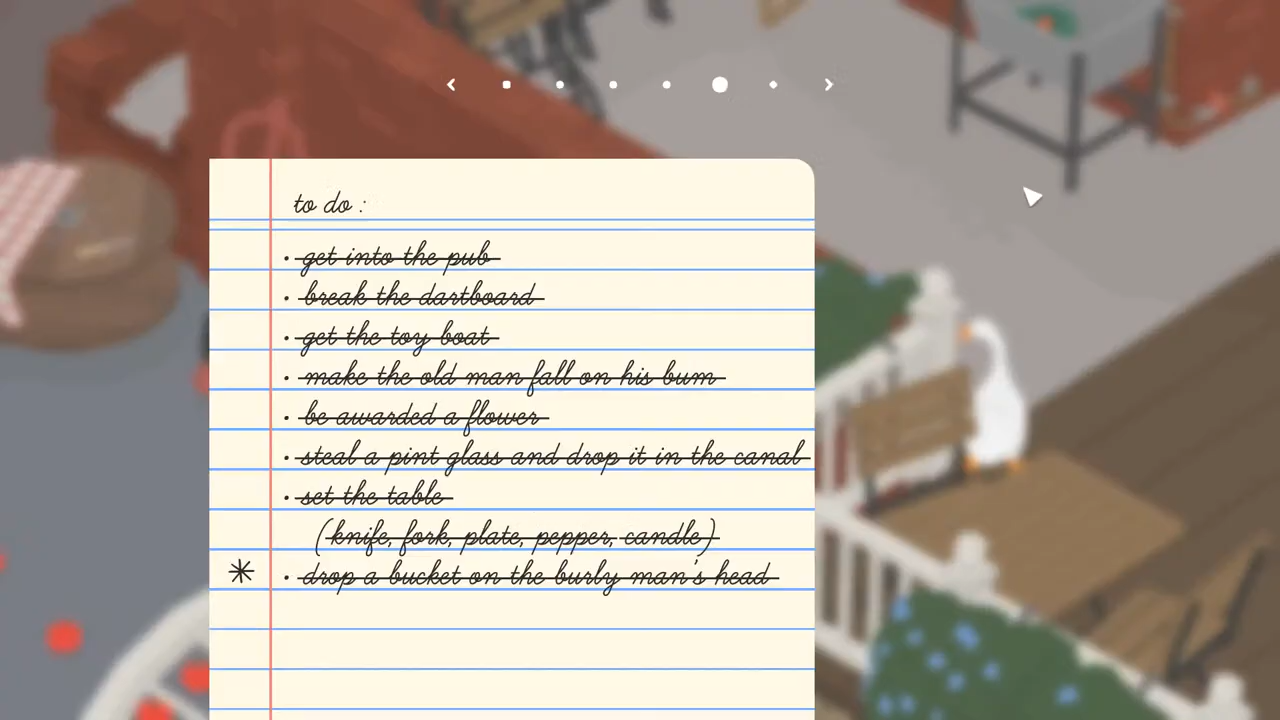 to do :
• get into the pub
• break the dartboard
• get the toy boat
• make the old man fall on his bum
• be awarded a flower
• steal a pint glass and drop it in the canal
• set the table
(knife, fork, plate, pepper, candle)
* • drop a bucket on the burly man's head